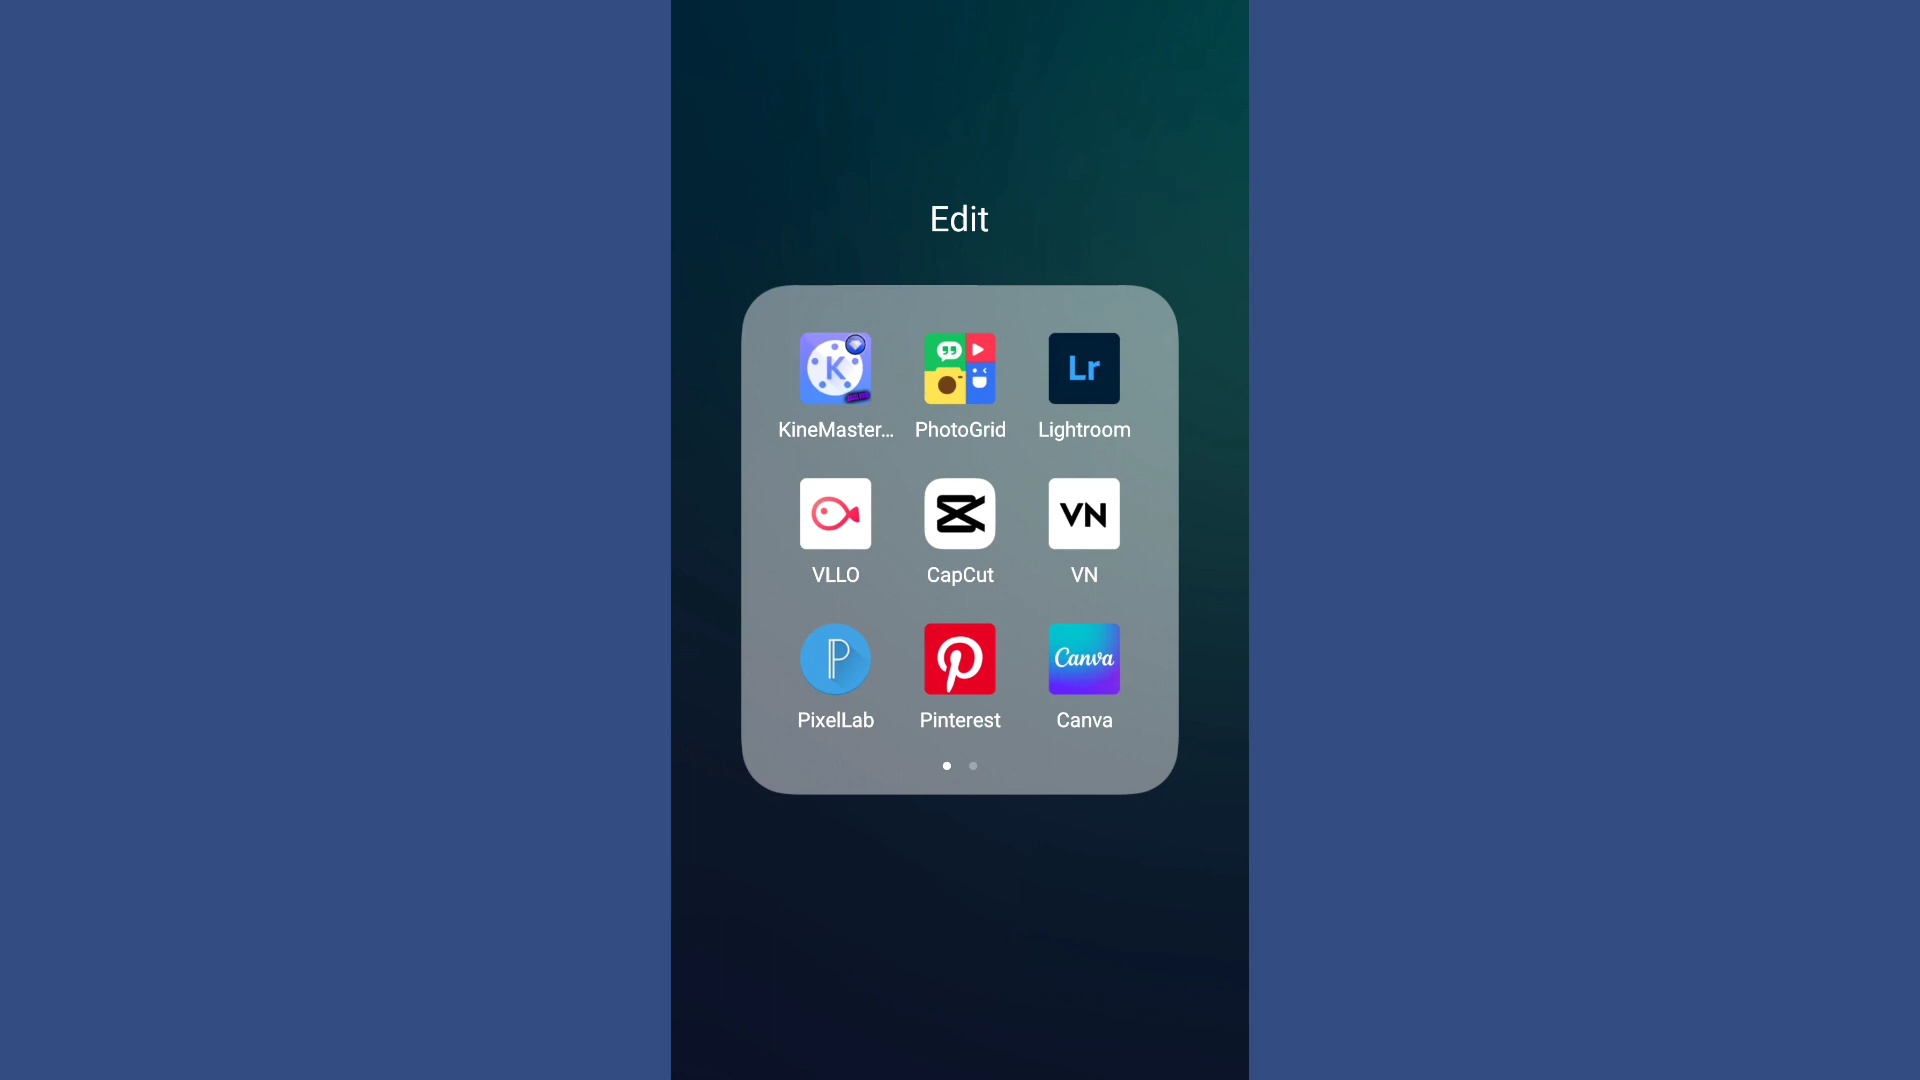 Edit
K
Lr
KineMaster...
PhotoGrid
Lightroom
VN
VLLO
CapCut
VN
P
Canva
PixelLab
Pinterest
Canva